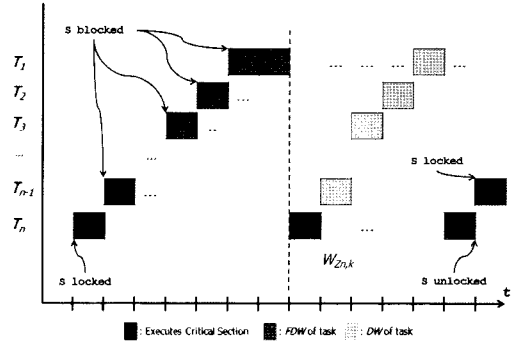 S blocked
T1
T2
T3
...
Tn-1
Tn
... ... ...
...
..
...
...
...
S locked
...
WZn,k
S locked
S unlocked
t
: Executes Critical Section : FDW of task : DW of task